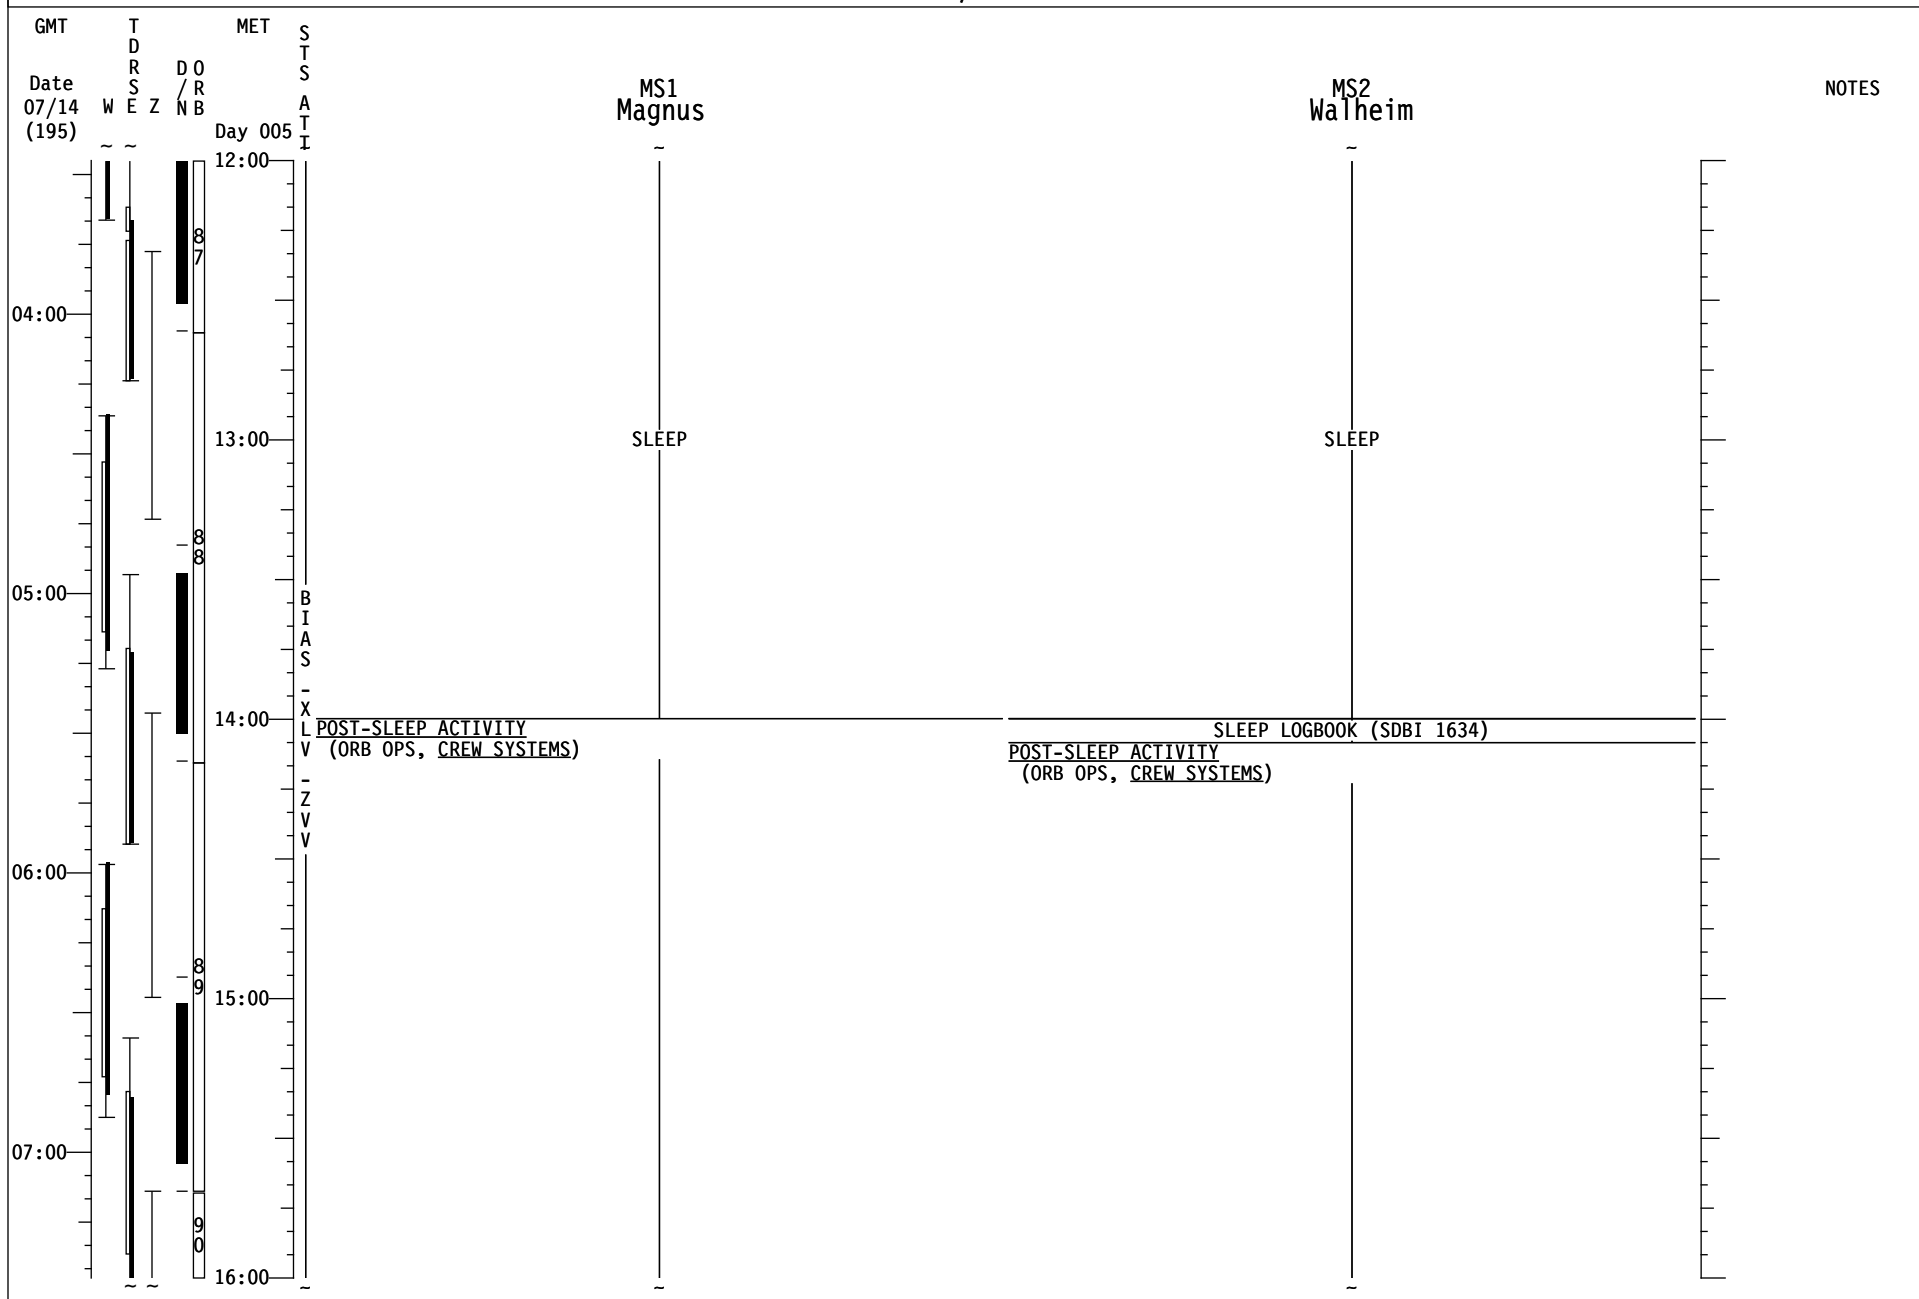 GMT
TDRS
MET
STS ATT
D/N
ORB
Date
07/14
(195)
W E Z
Day 005
MS1
Magnus
MS2
Walheim
NOTES
~ ~ ~ ~ ~
12:00
87
04:00
13:00
SLEEP
SLEEP
88
05:00
BIAS -XLV -ZVV
14:00
POST-SLEEP ACTIVITY
(ORB OPS, CREW SYSTEMS)
SLEEP LOGBOOK (SDBI 1634)
POST-SLEEP ACTIVITY
(ORB OPS, CREW SYSTEMS)
06:00
89
15:00
07:00
90
16:00
~ ~ ~ ~ ~